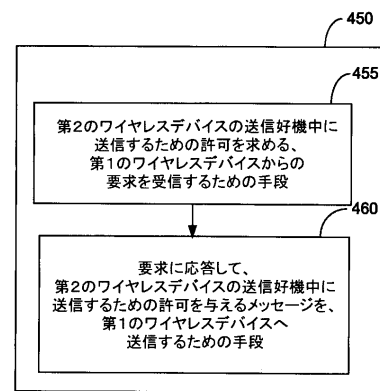 450
455
第2のワイヤレスデバイスの送信好機中に
送信するための許可を求める、
第1のワイヤレスデバイスからの
要求を受信するための手段
460
要求に応答して、
第2のワイヤレスデバイスの送信好機中に
送信するための許可を与えるメッセージを、
第1のワイヤレスデバイスへ
送信するための手段